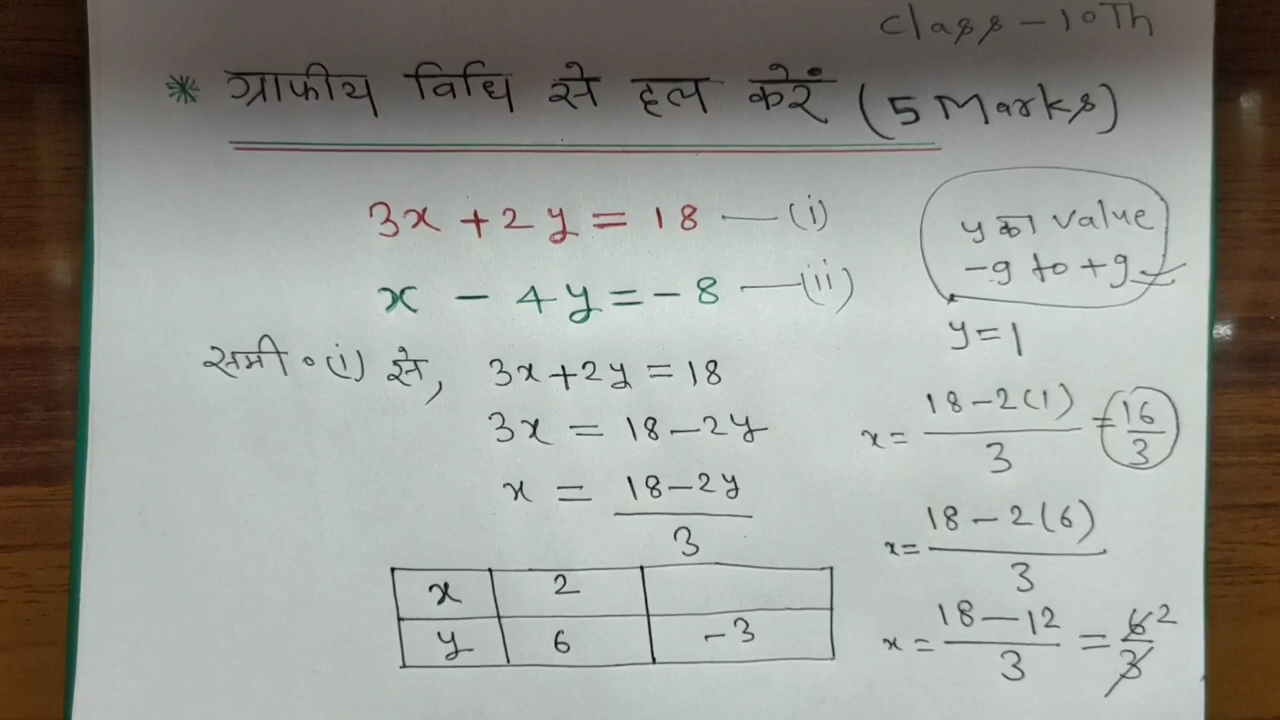 Class - 10Th
* ग्राफीय विधि से हल करें (5 Marks)
3x + 2y = 18 — (i)
x - 4y = -8 — (ii)
समी॰ (i) से, 3x + 2y = 18
3x = 18 - 2y
x = (18 - 2y) / 3
x 2
y 6 -3
y का value
-9 to +9
y = 1
x = (18 - 2(1)) / 3 = 16/3
x = (18 - 2(6)) / 3
x = (18 - 12) / 3 = 6/3 2